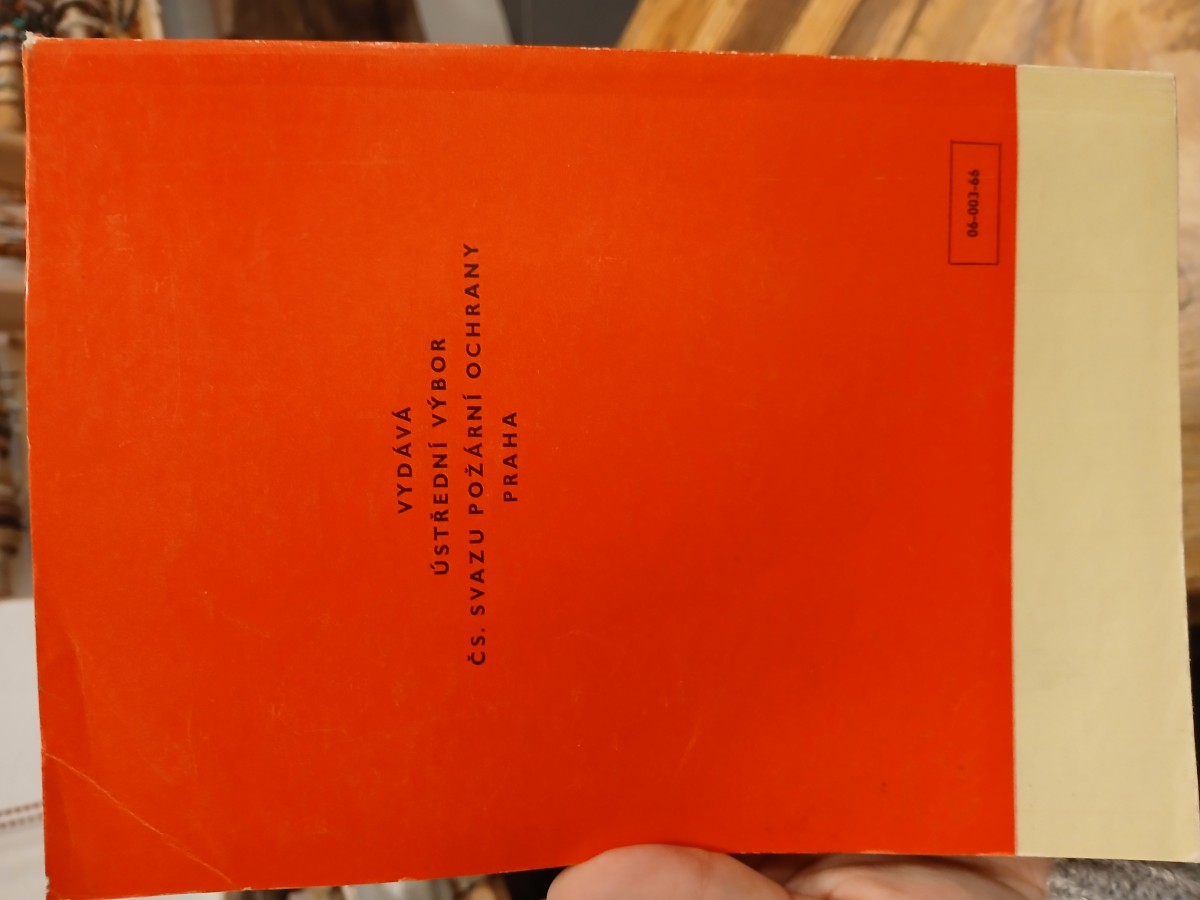 VYDÁVÁ
ÚSTŘEDNÍ VÝBOR
ČS. SVAZU POŽÁRNÍ OCHRANY
PRAHA
06-003-66